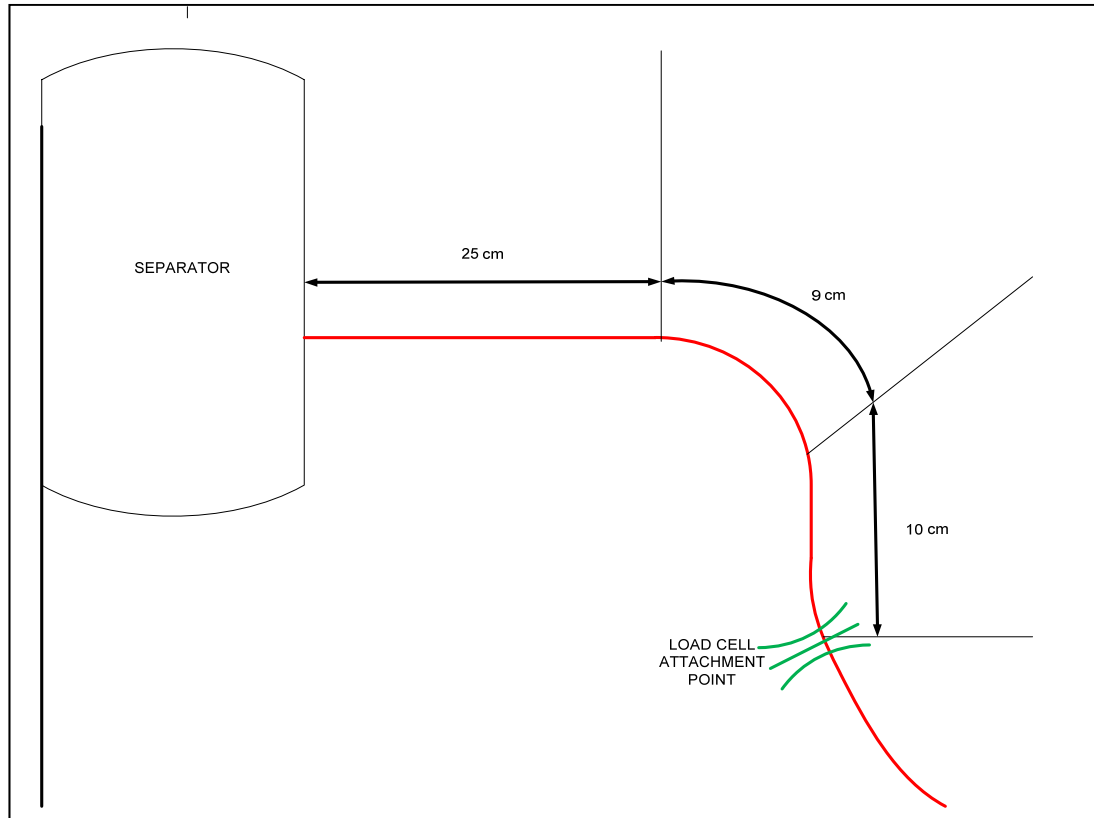 25 cm
SEPARATOR
9 cm
10 cm
LOAD CELL
ATTACHMENT
POINT